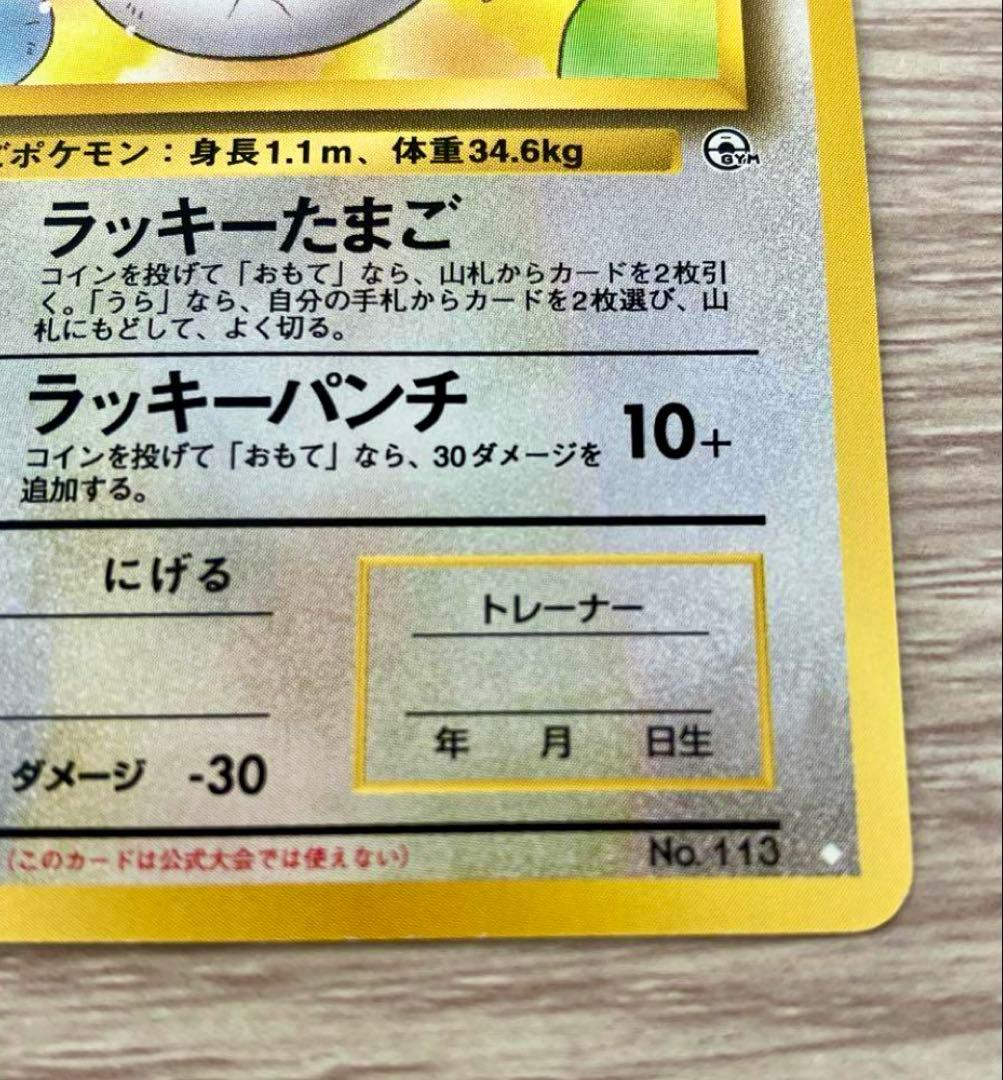 ポケモン：身長1.1m、体重34.6kg
GYM
ラッキーたまご
コインを投げて「おもて」なら、山札からカードを2枚引
く。「うら」なら、自分の手札からカードを2枚選び、山
札にもどして、よく切る。
ラッキーパンチ
10+
コインを投げて「おもて」なら、30ダメージを
追加する。
にげる
トレーナー
年 月 日生
ダメージ -30
(このカードは公式大会では使えない)
No. 113